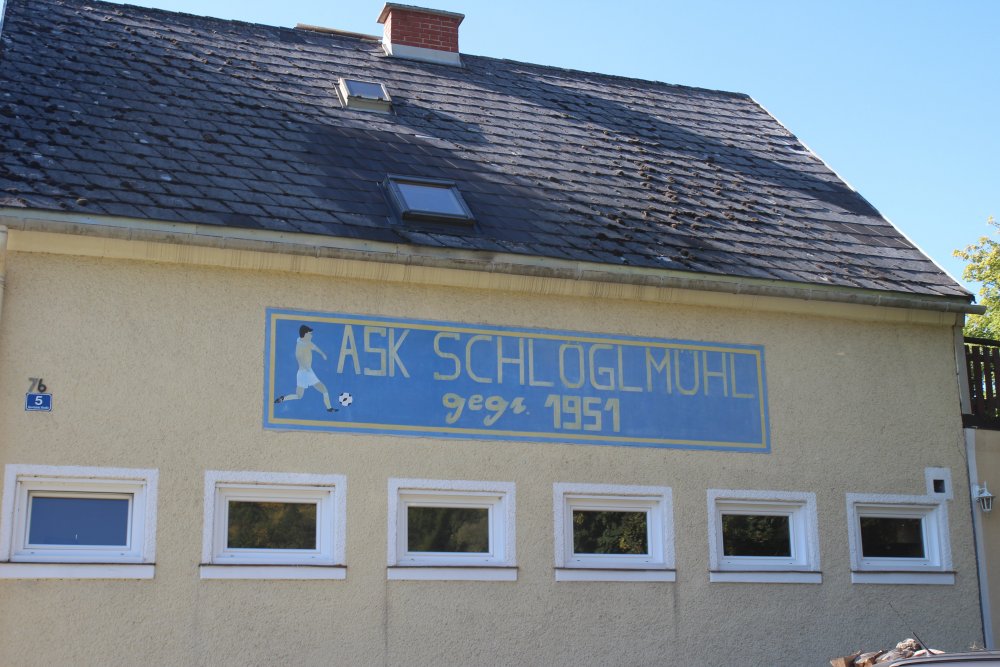 ASK SCHLÖGLMÜHL
gegr. 1951
76
5